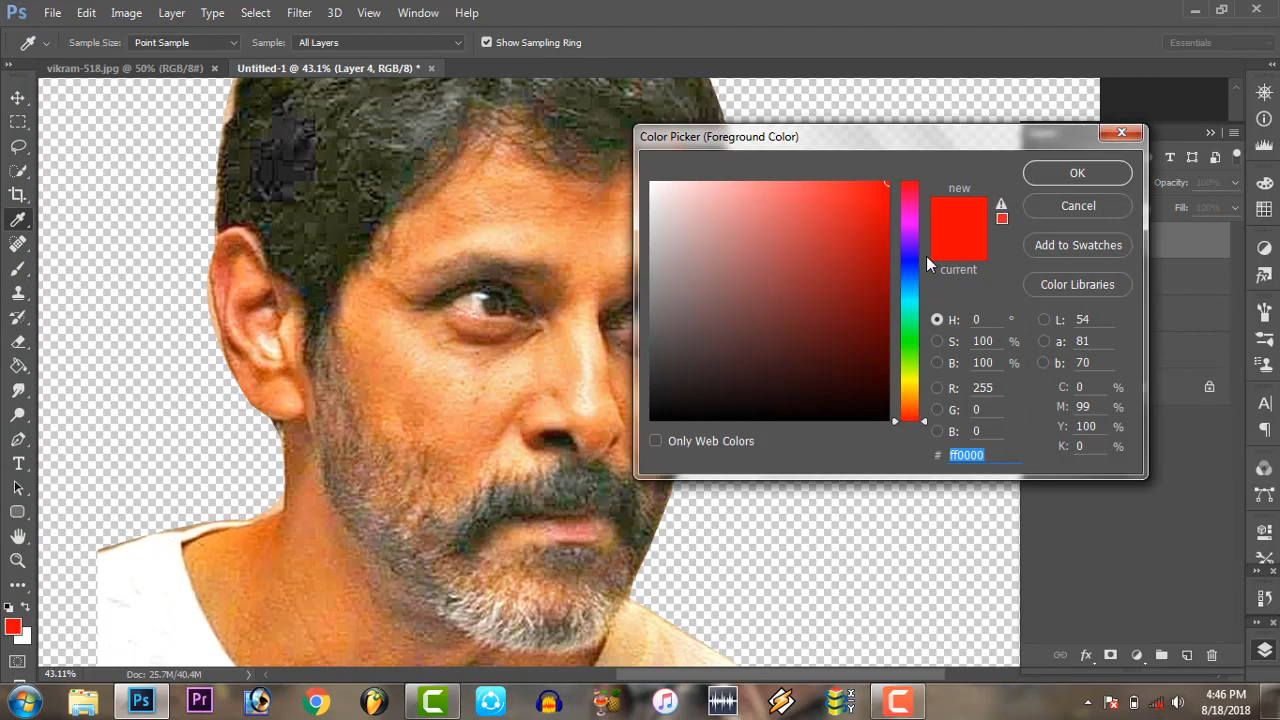 Ps File Edit Image Layer Type Select Filter 3D View Window Help
Sample Size: Point Sample Sample: All Layers Show Sampling Ring Essentials
vikram-518.jpg @ 50% (RGB/8#) × Untitled-1 @ 43.1% (Layer 4, RGB/8) * ×
Color Picker (Foreground Color)
OK
new
Opacity: 100%
Cancel
Fill: 100%
Add to Swatches
current
Color Libraries
H: 0 ° L: 54
S: 100 % a: 81
B: 100 % b: 70
R: 255 C: 0 %
G: 0 M: 99 %
B: 0 Y: 100 %
Only Web Colors
K: 0 %
# ff0000
43.11% Doc: 25.7M/40.4M
Ps Pr C C
4:46 PM
8/18/2018